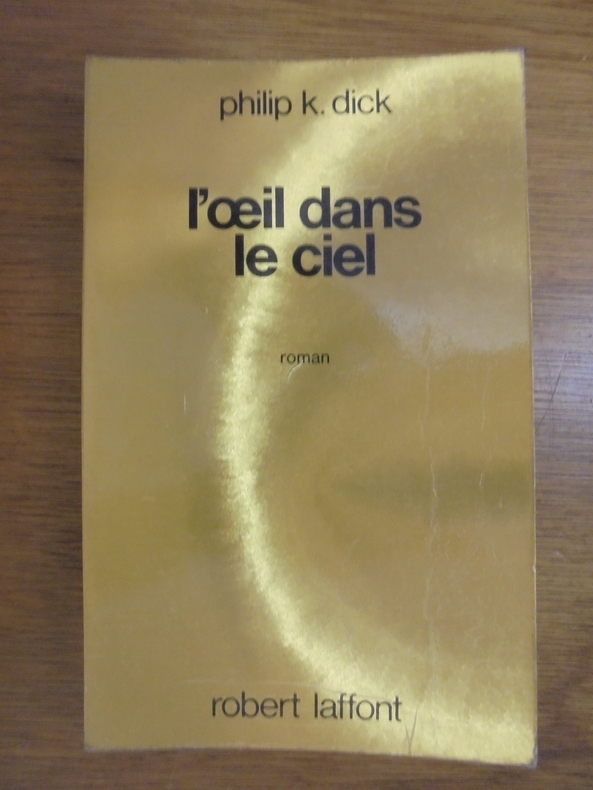 philip k. dick
l'œil dans
le ciel
roman
robert laffont